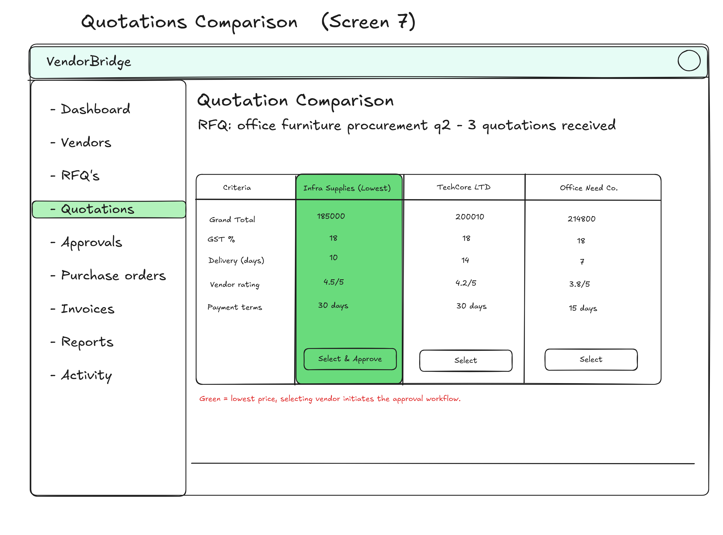 Quotations Comparison (Screen 7)
VendorBridge
- Dashboard
- Vendors
- RFQ's
- Quotations
- Approvals
- Purchase orders
- Invoices
- Reports
- Activity
Quotation Comparison
RFQ: office furniture procurement q2 - 3 quotations received
Criteria Infra Supplies (Lowest) TechCore LTD Office Need Co.
Grand Total 185000 200010 214800
GST % 18 18 18
Delivery (days) 10 14 7
Vendor rating 4.5/5 4.2/5 3.8/5
Payment terms 30 days 30 days 15 days
Select & Approve Select Select
Green = lowest price, selecting vendor initiates the approval workflow.